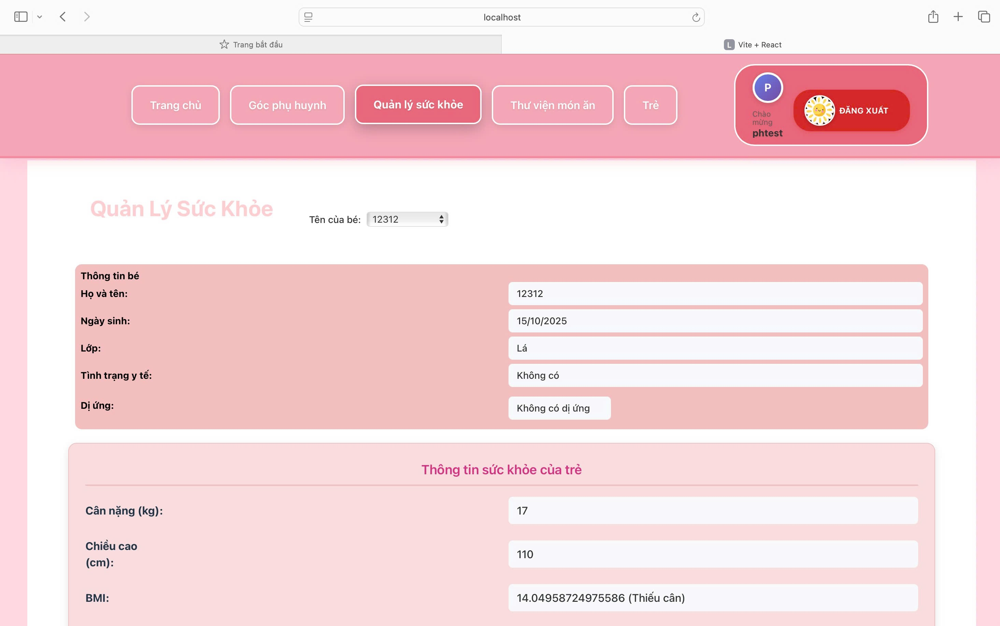 localhost
Trang bắt đầu
L Vite + React
Trang chủ
Góc phụ huynh
Quản lý sức khỏe
Thư viện món ăn
Trẻ
P
Chào
mừng
phtest
ĐĂNG XUẤT
Quản Lý Sức Khỏe
Tên của bé: 12312
Thông tin bé
Họ và tên: 12312
Ngày sinh: 15/10/2025
Lớp: Lá
Tình trạng y tế: Không có
Dị ứng: Không có dị ứng
Thông tin sức khỏe của trẻ
Cân nặng (kg): 17
Chiều cao
(cm): 110
BMI: 14.04958724975586 (Thiếu cân)